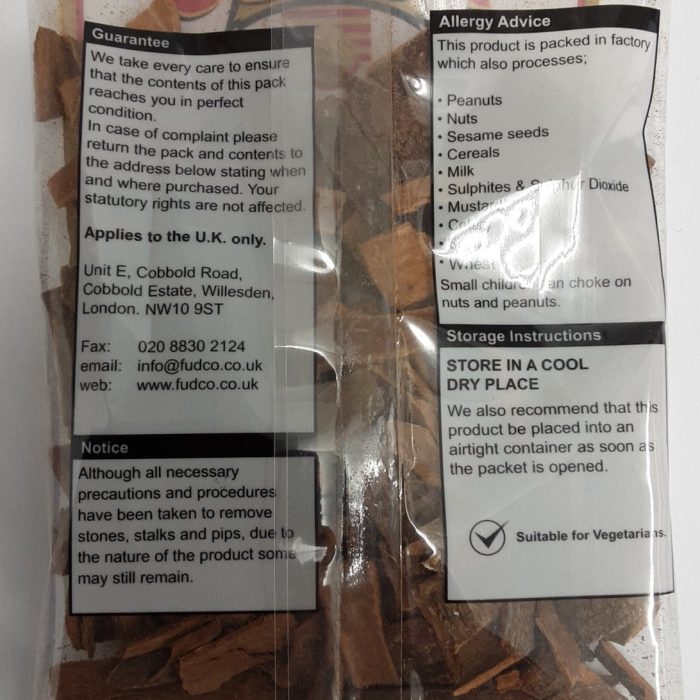 Guarantee
We take every care to ensure
that the contents of this pack
reaches you in perfect
condition.
In case of complaint please
return the pack and contents to
the address below stating when
and where purchased. Your
statutory rights are not affected.
Applies to the U.K. only.
Unit E, Cobbold Road,
Cobbold Estate, Willesden,
London. NW10 9ST
Fax: 020 8830 2124
email: info@fudco.co.uk
web: www.fudco.co.uk
Notice
Although all necessary
precautions and procedures
have been taken to remove
stones, stalks and pips, due to
the nature of the product some
may still remain.
Allergy Advice
This product is packed in factory
which also processes;
• Peanuts
• Nuts
• Sesame seeds
• Cereals
• Milk
• Sulphites & Sulphur Dioxide
• Mustard
•
•
• Wheat
Small children can choke on
nuts and peanuts.
Storage Instructions
STORE IN A COOL
DRY PLACE
We also recommend that this
product be placed into an
airtight container as soon as
the packet is opened.
Suitable for Vegetarians.